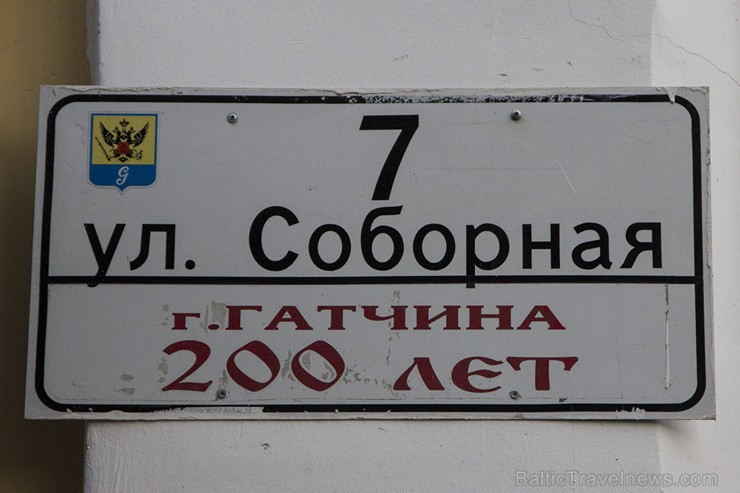 7
ул. Соборная
г.ГАТЧИНА
200 ЛЕТ
G
BalticTravelnews.com